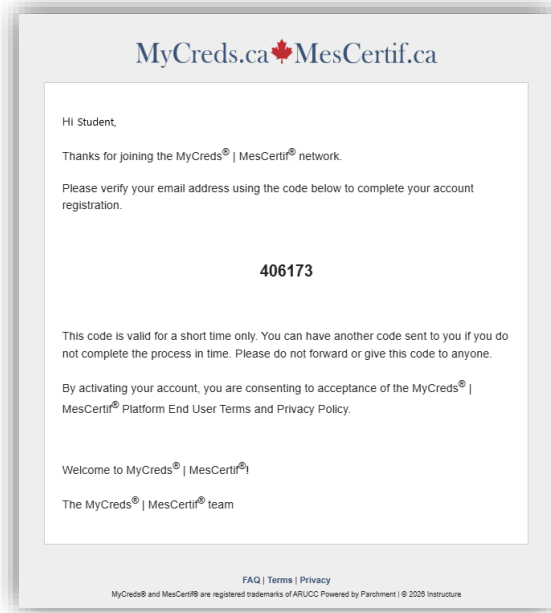 MyCreds.ca MesCertif.ca
Hi Student,
Thanks for joining the MyCreds® | MesCertif® network.
Please verify your email address using the code below to complete your account
registration.
406173
This code is valid for a short time only. You can have another code sent to you if you do
not complete the process in time. Please do not forward or give this code to anyone.
By activating your account, you are consenting to acceptance of the MyCreds® |
MesCertif® Platform End User Terms and Privacy Policy.
Welcome to MyCreds® | MesCertif®!
The MyCreds® | MesCertif® team
FAQ | Terms | Privacy
MyCreds® and MesCertif® are registered trademarks of ARUCC Powered by Parchment | © 2026 Instructure